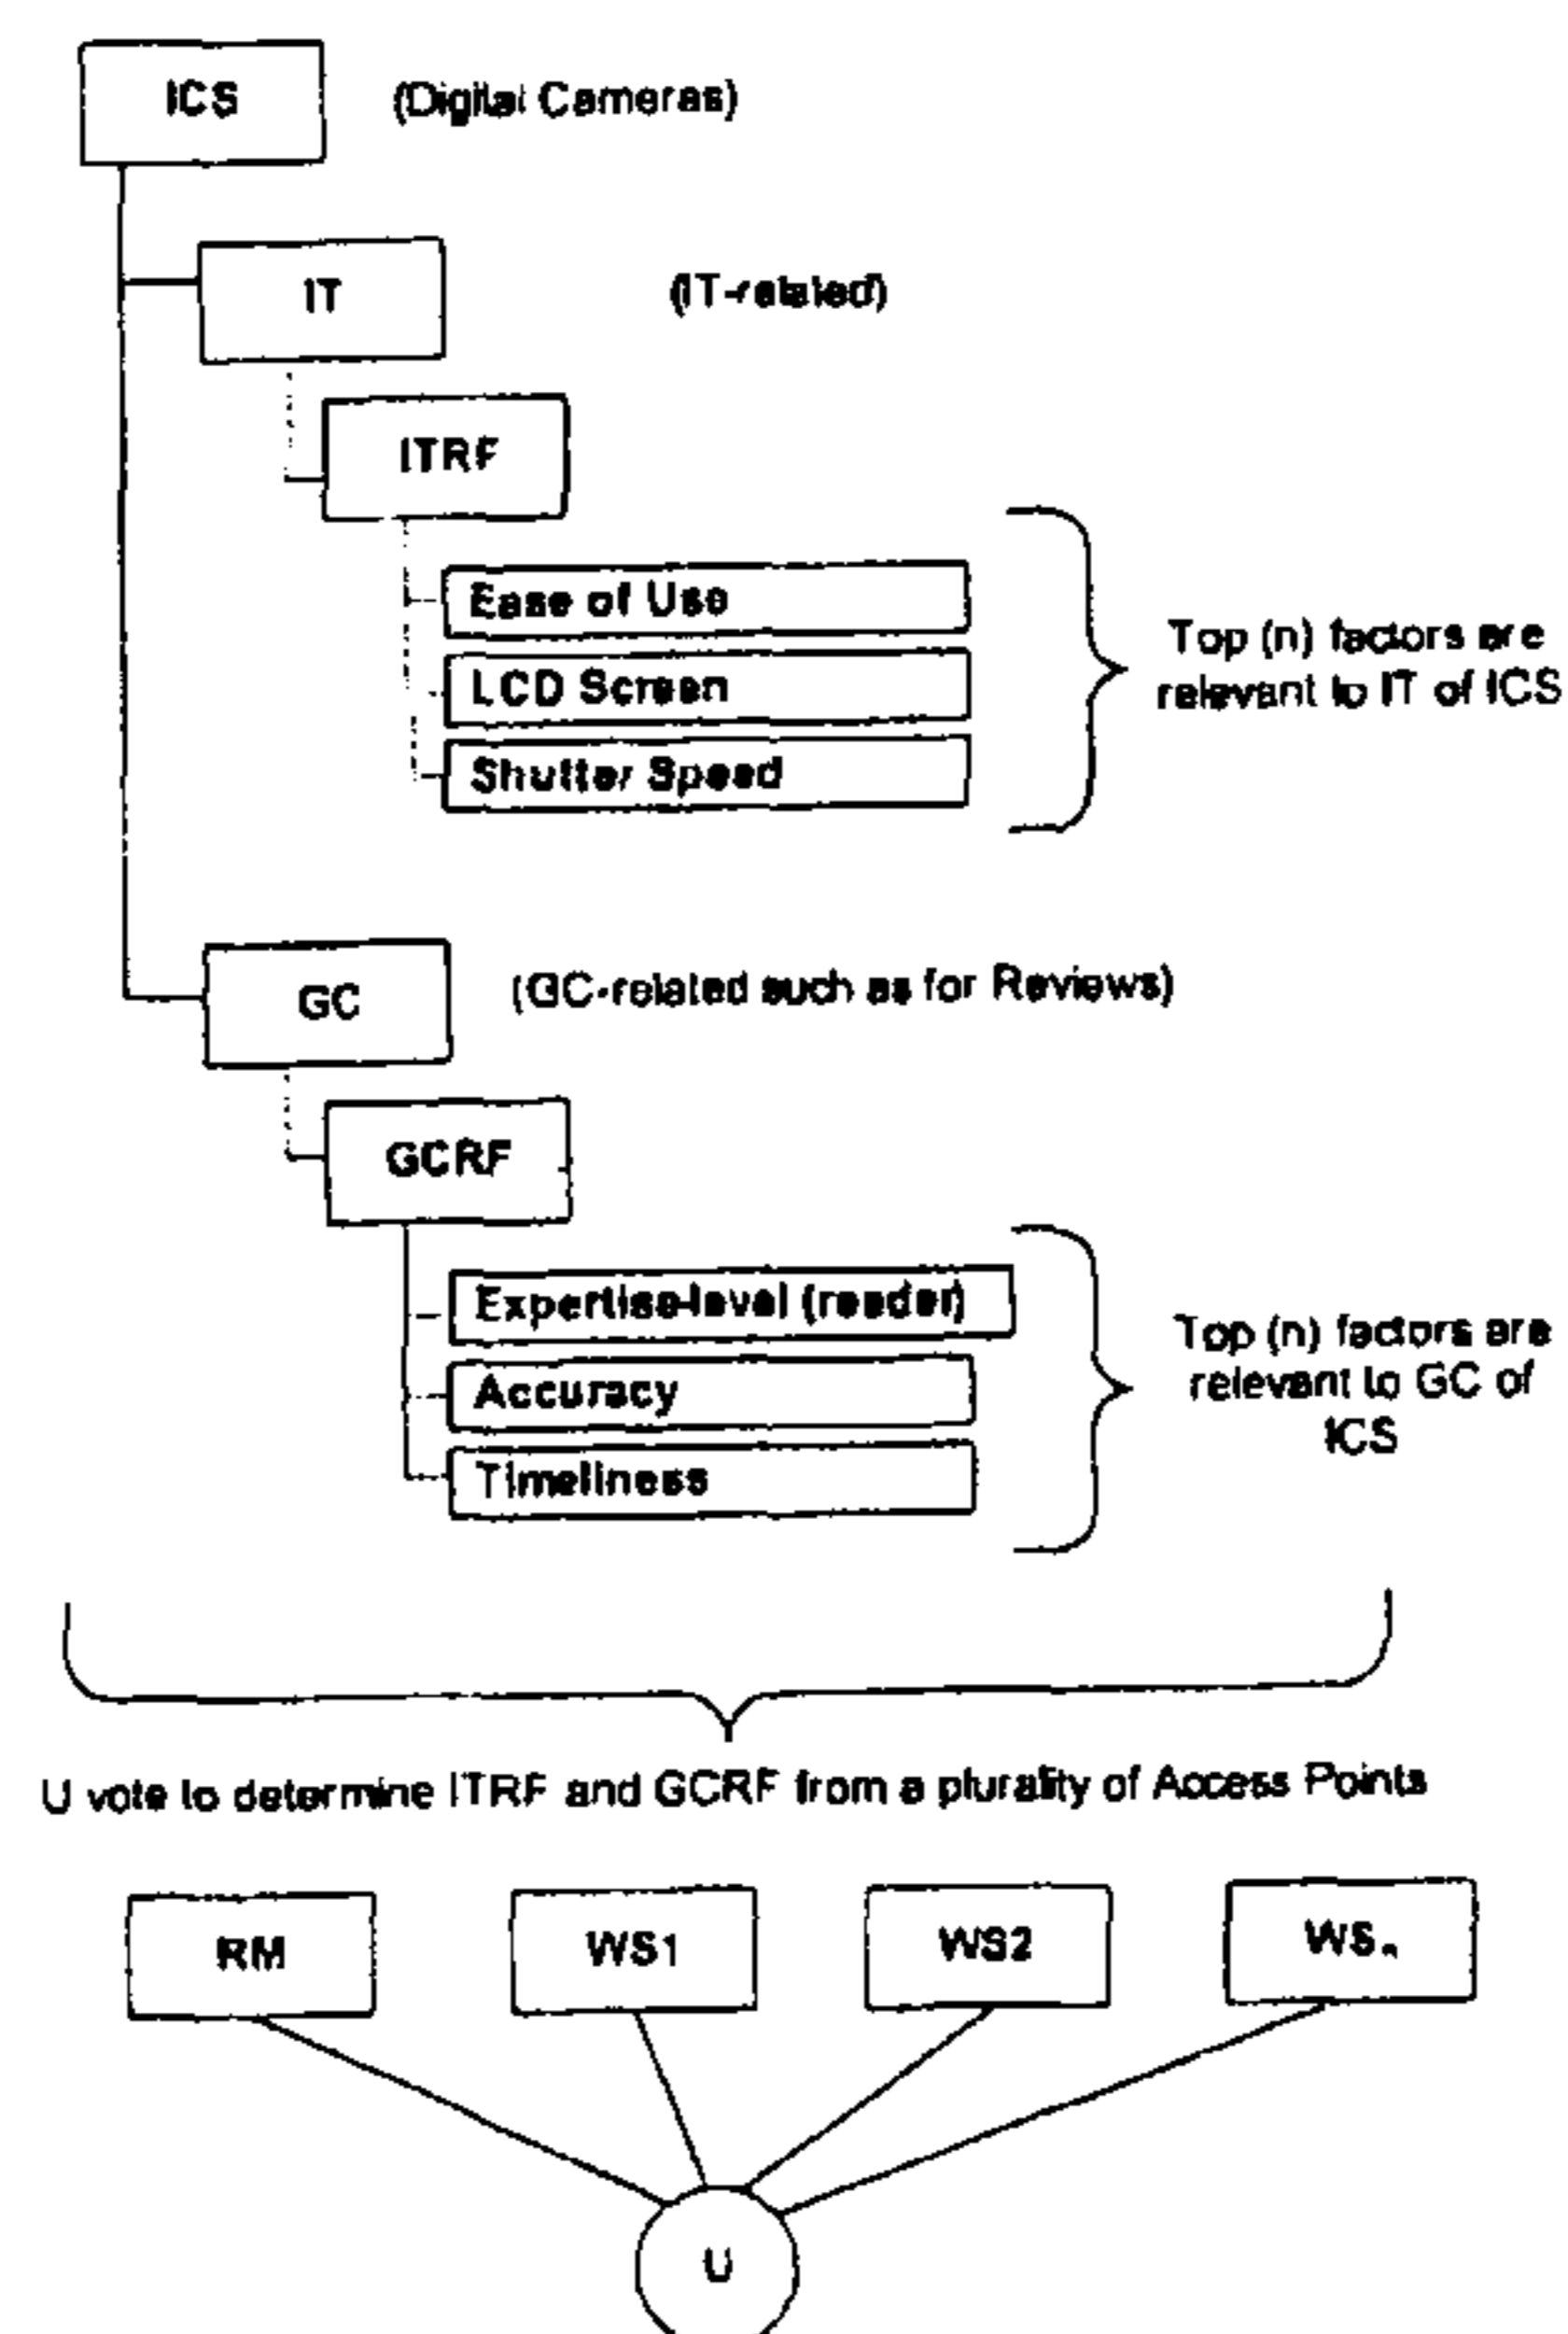 ICS (Digital Cameras)
IT (IT-related)
ITRF
Ease of Use
LCD Screen
Shutter Speed
Top (n) factors are
relevant to IT of ICS
GC (GC-related such as for Reviews)
GCRF
Expertise-level (reader)
Accuracy
Timeliness
Top (n) factors are
relevant to GC of
ICS
U vote to determine ITRF and GCRF from a plurality of Access Points
RM WS1 WS2 WSn
U